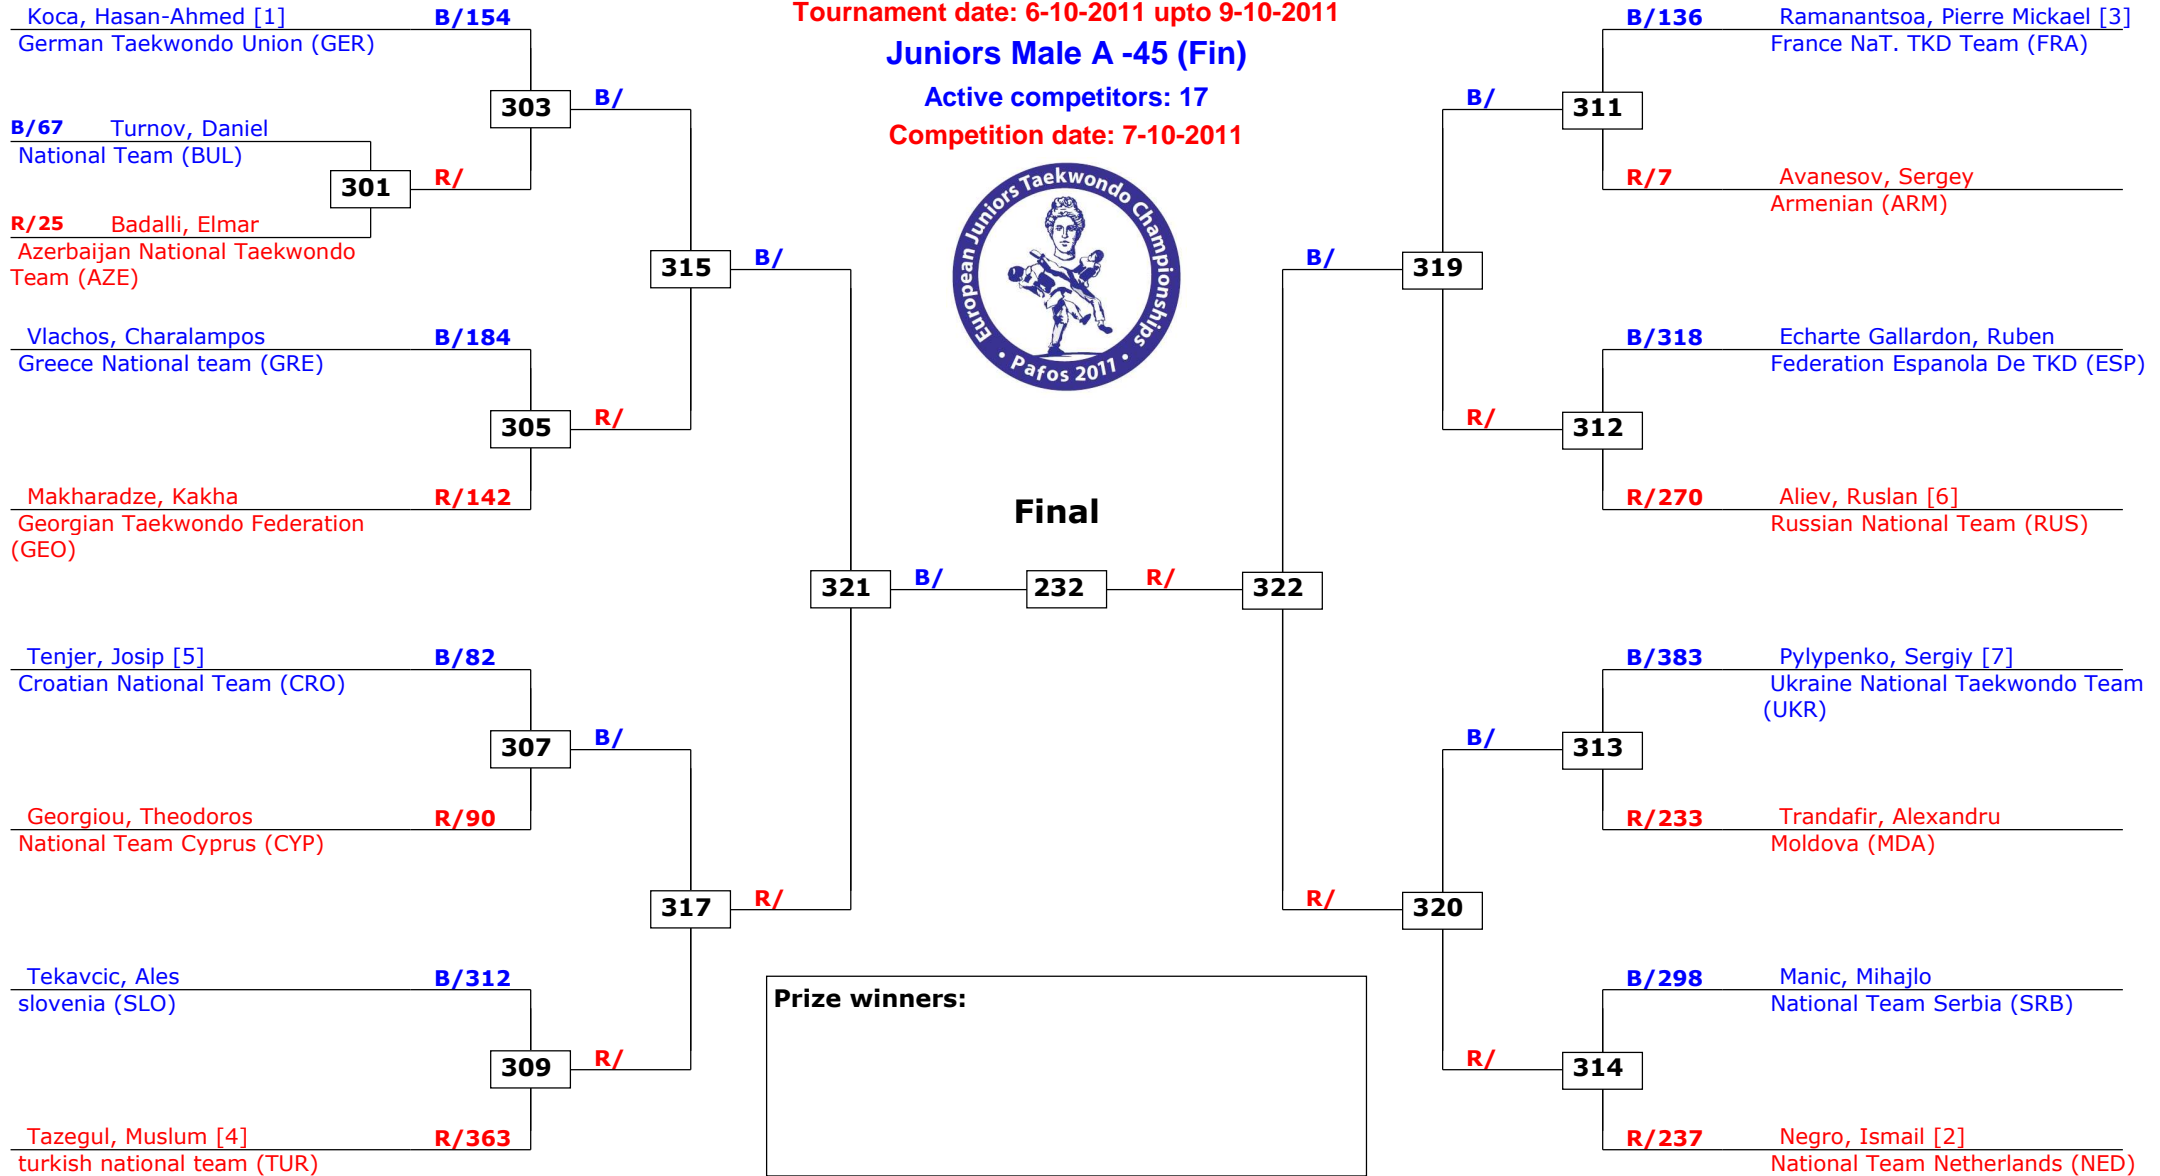 Tournament date: 6-10-2011 upto 9-10-2011
Juniors Male A -45 (Fin)
Active competitors: 17
Competition date: 7-10-2011
European Juniors Taekwondo Championships
• Pafos 2011 •
Koca, Hasan-Ahmed [1] B/154
German Taekwondo Union (GER)
303 B/
B/67 Turnov, Daniel
National Team (BUL)
301 R/
R/25 Badalli, Elmar
Azerbaijan National Taekwondo
Team (AZE)
315 B/
Vlachos, Charalampos B/184
Greece National team (GRE)
305 R/
Makharadze, Kakha R/142
Georgian Taekwondo Federation
(GEO)
321 B/
Tenjer, Josip [5] B/82
Croatian National Team (CRO)
307 B/
Georgiou, Theodoros R/90
National Team Cyprus (CYP)
317 R/
Tekavcic, Ales B/312
slovenia (SLO)
309 R/
Tazegul, Muslum [4] R/363
turkish national team (TUR)
Final
232
Prize winners:
B/136 Ramanantsoa, Pierre Mickael [3]
France NaT. TKD Team (FRA)
B/ 311
R/7 Avanesov, Sergey
Armenian (ARM)
B/ 319
B/318 Echarte Gallardon, Ruben
Federation Espanola De TKD (ESP)
R/ 312
R/270 Aliev, Ruslan [6]
Russian National Team (RUS)
R/ 322
B/383 Pylypenko, Sergiy [7]
Ukraine National Taekwondo Team
(UKR)
B/ 313
R/233 Trandafir, Alexandru
Moldova (MDA)
R/ 320
B/298 Manic, Mihajlo
National Team Serbia (SRB)
R/ 314
R/237 Negro, Ismail [2]
National Team Netherlands (NED)